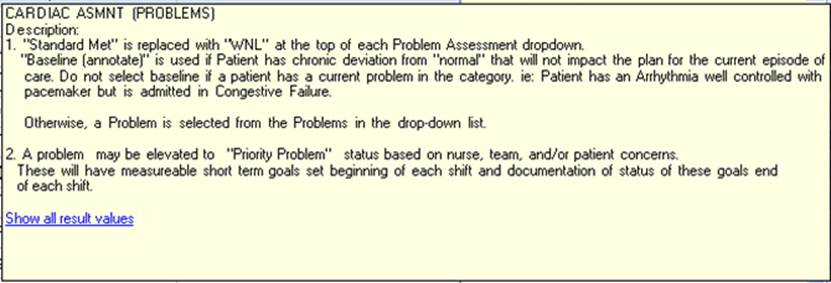 CARDIAC ASMNT (PROBLEMS)
Description:
1. "Standard Met" is replaced with "WNL" at the top of each Problem Assessment dropdown.
"Baseline (annotate)" is used if Patient has chronic deviation from "normal" that will not impact the plan for the current episode of
care. Do not select baseline if a patient has a current problem in the category. ie: Patient has an Arrhythmia well controlled with
pacemaker but is admitted in Congestive Failure.
Otherwise, a Problem is selected from the Problems in the drop-down list.
2. A problem may be elevated to "Priority Problem" status based on nurse, team, and/or patient concerns.
These will have measureable short term goals set beginning of each shift and documentation of status of these goals end
of each shift.
Show all result values